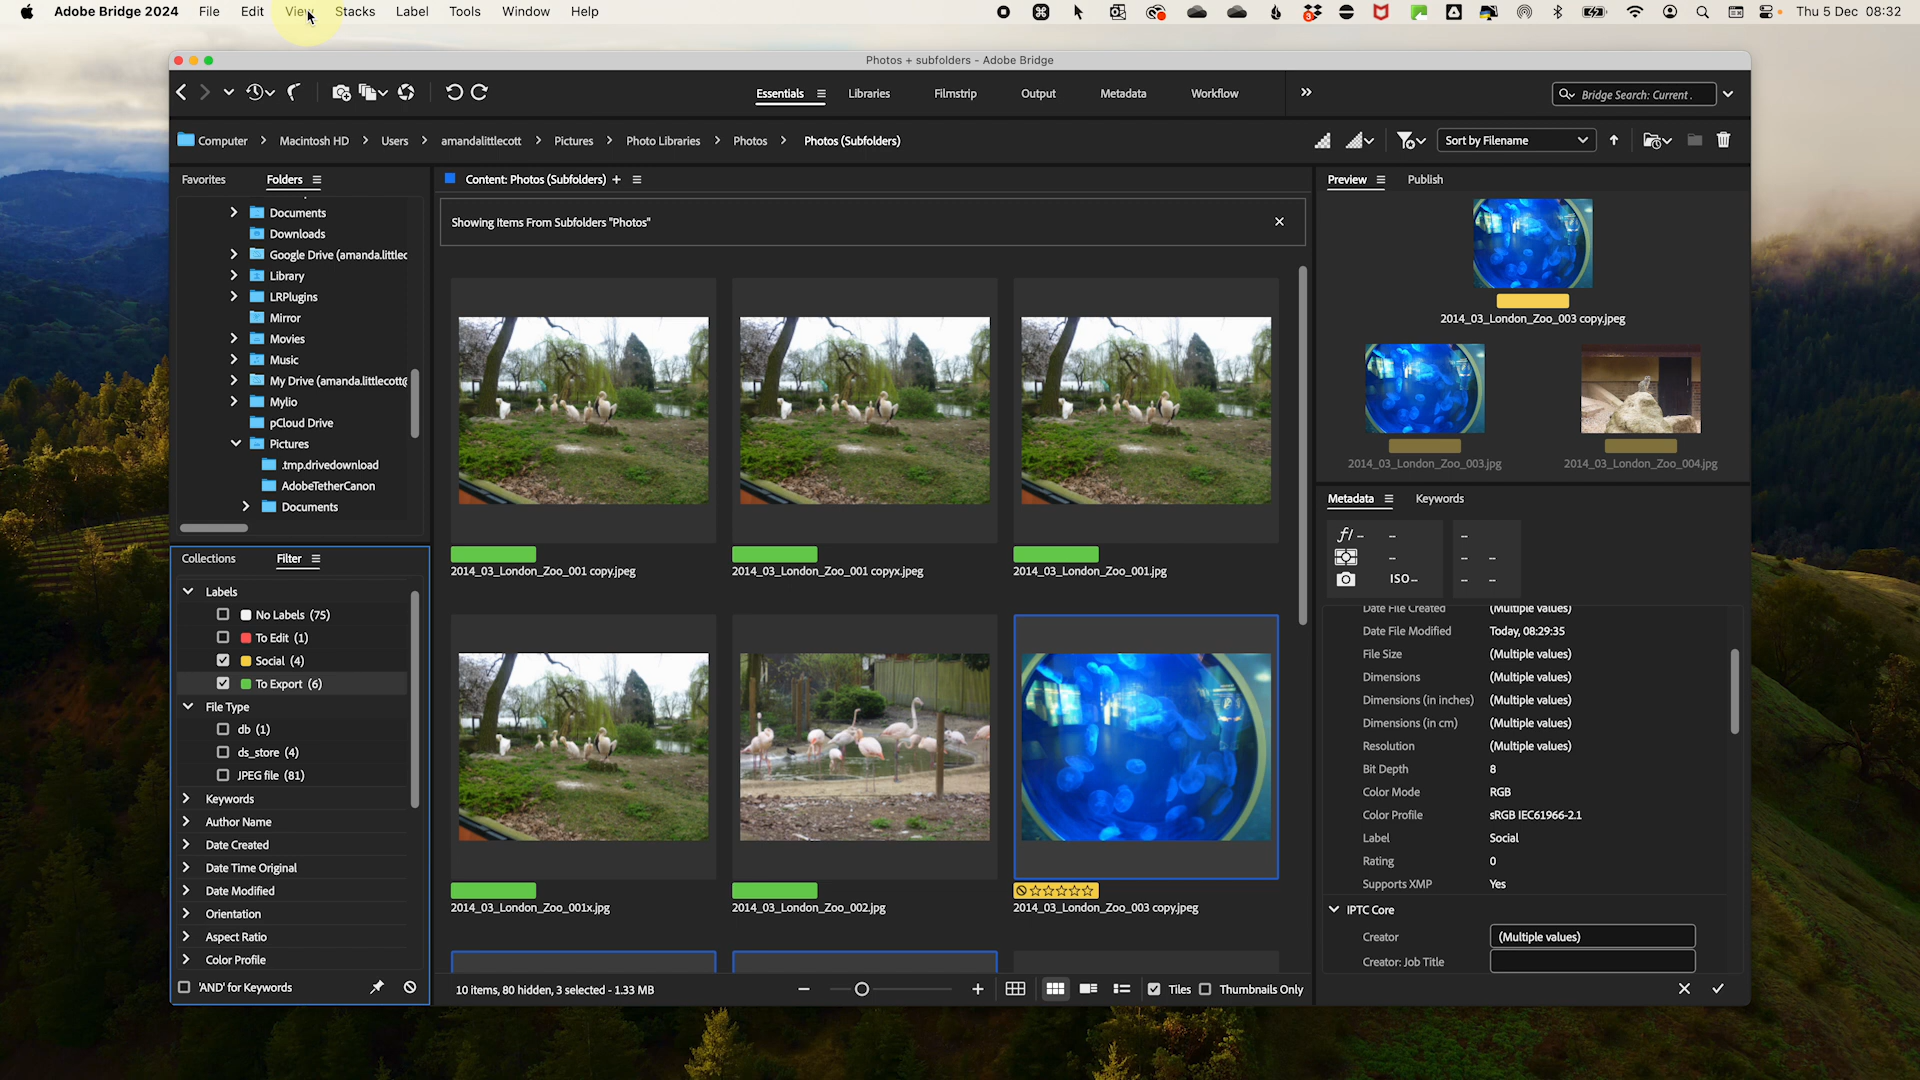 Adobe Bridge 2024 File Edit View Stacks Label Tools Window Help
3
Thu 5 Dec 08:32
Photos + subfolders - Adobe Bridge
Essentials Libraries Filmstrip Output Metadata Workflow
Bridge Search: Current .
Computer Macintosh HD Users amandalittlecott Pictures Photo Libraries Photos Photos (Subfolders)
Sort by Filename
Favorites Folders
Documents
Downloads
Google Drive (amanda.littlec
Library
LRPlugins
Mirror
Movies
Music
My Drive (amanda.littlecott@
Mylio
pCloud Drive
Pictures
.tmp.drivedownload
AdobeTetherCanon
Documents
Collections Filter
Labels
No Labels (75)
To Edit (1)
Social (4)
To Export (6)
File Type
db (1)
ds_store (4)
JPEG file (81)
Keywords
Author Name
Date Created
Date Time Original
Date Modified
Orientation
Aspect Ratio
Color Profile
'AND' for Keywords
Content: Photos (Subfolders) +
Showing Items From Subfolders "Photos"
2014_03_London_Zoo_001 copy.jpeg
2014_03_London_Zoo_001 copyx.jpeg
2014_03_London_Zoo_001.jpg
2014_03_London_Zoo_001x.jpg
2014_03_London_Zoo_002.jpg
2014_03_London_Zoo_003 copy.jpeg
10 items, 80 hidden, 3 selected - 1.33 MB
Tiles Thumbnails Only
Preview Publish
2014_03_London_Zoo_003 copy.jpeg
2014_03_London_Zoo_003.jpg
2014_03_London_Zoo_004.jpg
Metadata Keywords
f/ -- -- --
-- -- --
ISO-- -- --
Date File Created (Multiple values)
Date File Modified Today, 08:29:35
File Size (Multiple values)
Dimensions (Multiple values)
Dimensions (in inches) (Multiple values)
Dimensions (in cm) (Multiple values)
Resolution (Multiple values)
Bit Depth 8
Color Mode RGB
Color Profile sRGB IEC61966-2.1
Label Social
Rating 0
Supports XMP Yes
IPTC Core
Creator (Multiple values)
Creator: Job Title